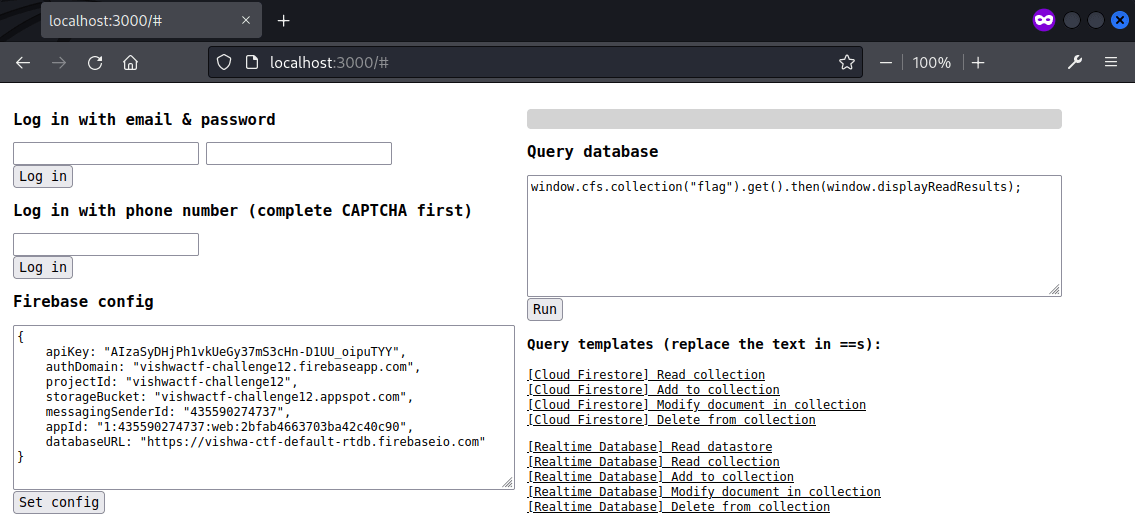 localhost:3000/#
localhost:3000/#
100%
Log in with email & password
Log in
Log in with phone number (complete CAPTCHA first)
Log in
Firebase config
{
    apiKey: "AIzaSyDHjPh1vkUeGy37mS3cHn-D1UU_oipuTYY",
    authDomain: "vishwactf-challenge12.firebaseapp.com",
    projectId: "vishwactf-challenge12",
    storageBucket: "vishwactf-challenge12.appspot.com",
    messagingSenderId: "435590274737",
    appId: "1:435590274737:web:2bfab4663703ba42c40c90",
    databaseURL: "https://vishwa-ctf-default-rtdb.firebaseio.com"
}
Set config
Query database
window.cfs.collection("flag").get().then(window.displayReadResults);
Run
Query templates (replace the text in ==s):
[Cloud Firestore] Read collection
[Cloud Firestore] Add to collection
[Cloud Firestore] Modify document in collection
[Cloud Firestore] Delete from collection
[Realtime Database] Read datastore
[Realtime Database] Read collection
[Realtime Database] Add to collection
[Realtime Database] Modify document in collection
[Realtime Database] Delete from collection